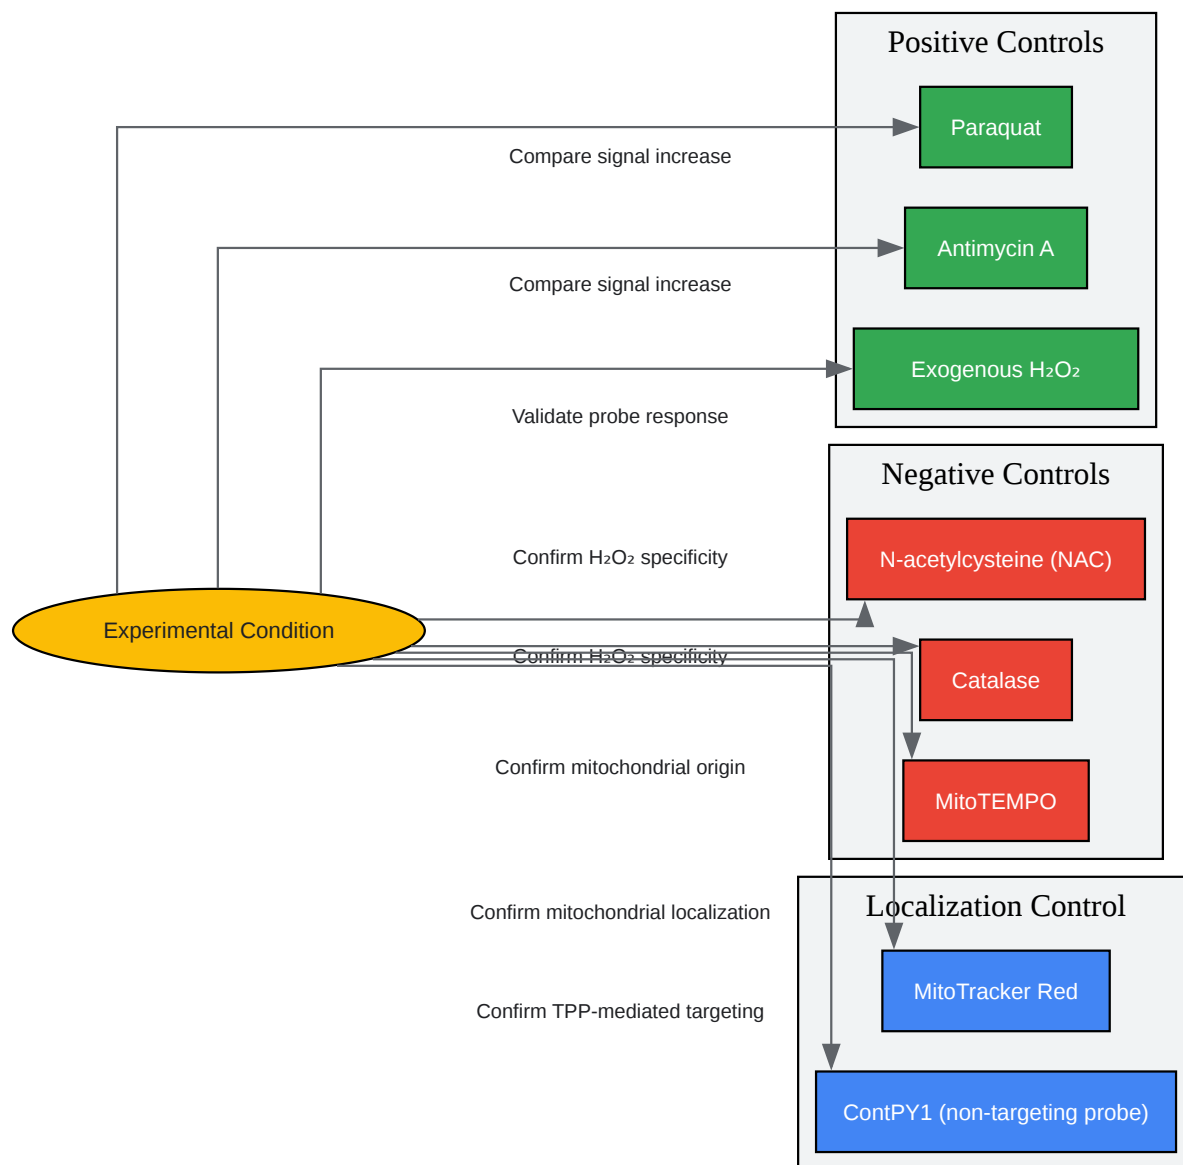 Positive Controls
Paraquat
Compare signal increase
Antimycin A
Compare signal increase
Exogenous H₂O₂
Validate probe response
Negative Controls
Confirm H₂O₂ specificity
N-acetylcysteine (NAC)
Experimental Condition
Confirm H₂O₂ specificity
Catalase
Confirm mitochondrial origin
MitoTEMPO
Localization Control
Confirm mitochondrial localization
MitoTracker Red
Confirm TPP-mediated targeting
ContPY1 (non-targeting probe)